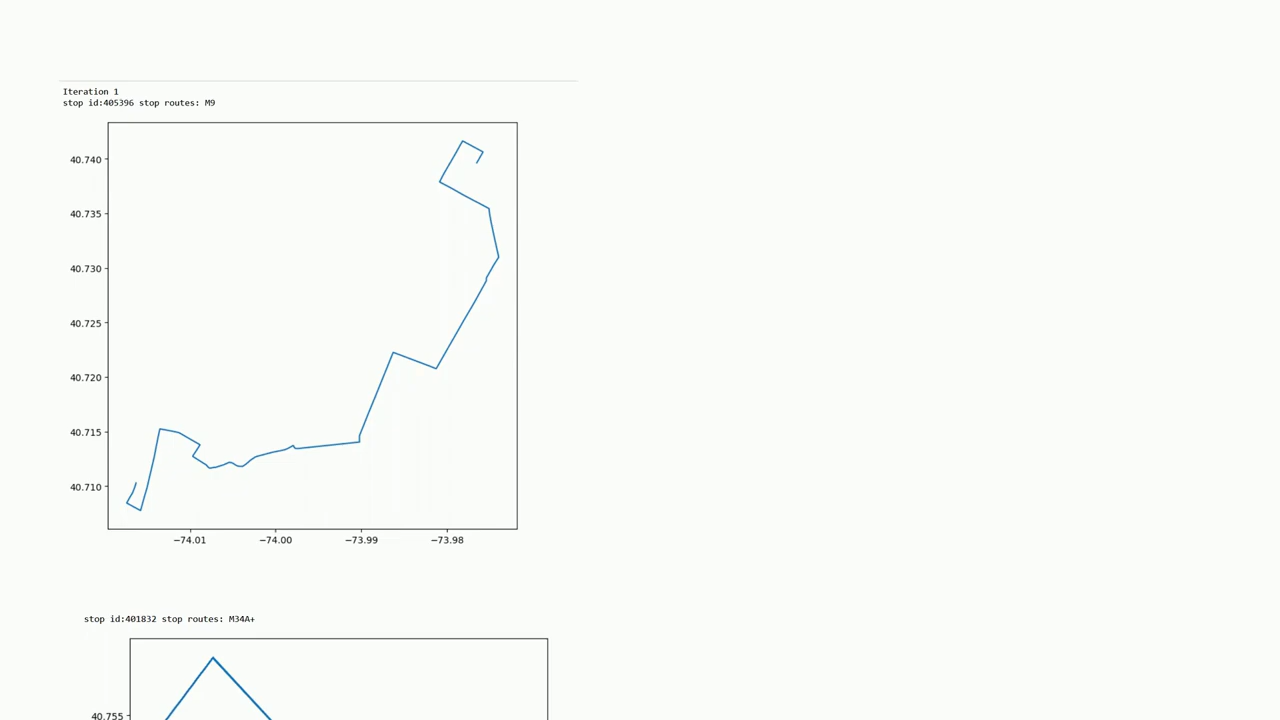 Iteration 1
stop id:405396 stop routes: M9
40.740
40.735
40.730
40.725
40.720
40.715
40.710
−74.01 −74.00 −73.99 −73.98
stop id:401832 stop routes: M34A+
40.755